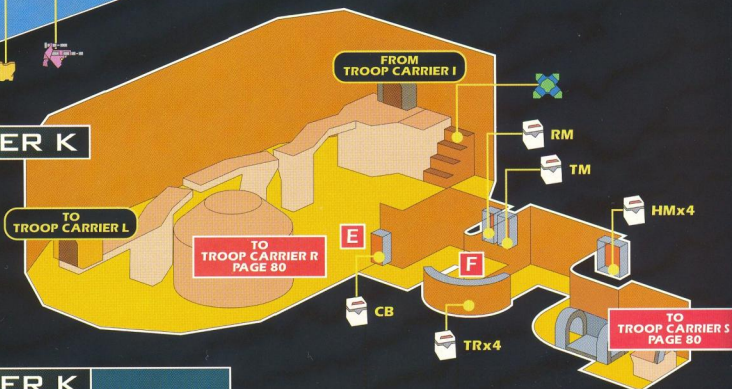 FROM
TROOP CARRIER I
RM
ER K
TM
HMx4
TO
TROOP CARRIER L
E
TO
TROOP CARRIER R
PAGE 80
F
CB
TO
TROOP CARRIER S
PAGE 80
TRx4
ER K